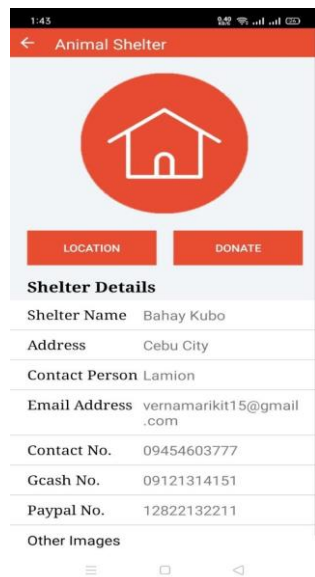 1:43
Animal Shelter
LOCATION DONATE
Shelter Details
Shelter Name Bahay Kubo
Address Cebu City
Contact Person Lamion
Email Address vernamarikit15@gmail
.com
Contact No. 09454603777
Gcash No. 09121314151
Paypal No. 12822132211
Other Images